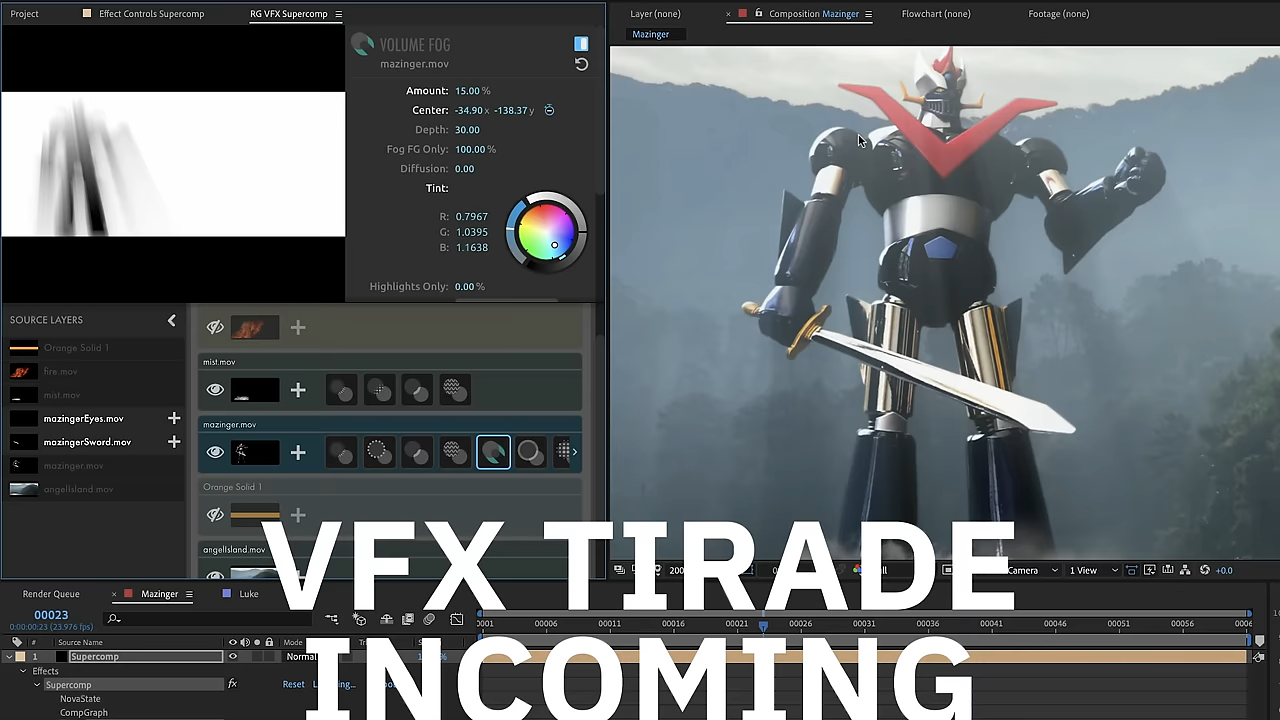 Project
Effect Controls Supercomp
RG VFX Supercomp
Layer (none)
Composition Mazinger
Flowchart (none)
Footage (none)
Mazinger
VOLUME FOG
mazinger.mov
Amount: 15.00 %
Center: -34.90 x -138.37 y
Depth: 30.00
Fog FG Only: 100.00 %
Diffusion: 0.00
Tint:
R: 0.7967
G: 1.0395
B: 1.1638
Highlights Only: 0.00 %
SOURCE LAYERS
Orange Solid 1
fire.mov
mist.mov
mazingerEyes.mov
mazingerSword.mov
mazinger.mov
angelIsland.mov
mist.mov
mazinger.mov
Orange Solid 1
angelIsland.mov
VFX TIRADE
INCOMING
Camera
1 View
+0.0
Render Queue
Mazinger
Luke
00023
0:00:00:23 (23.976 fps)
# Source Name
Mode
0001 00006 00011 00016 00021 00026 00031 00036 00041 00046 00051 00056
1 Supercomp
Normal
Effects
Supercomp
fx
Reset
NovaState
CompGraph